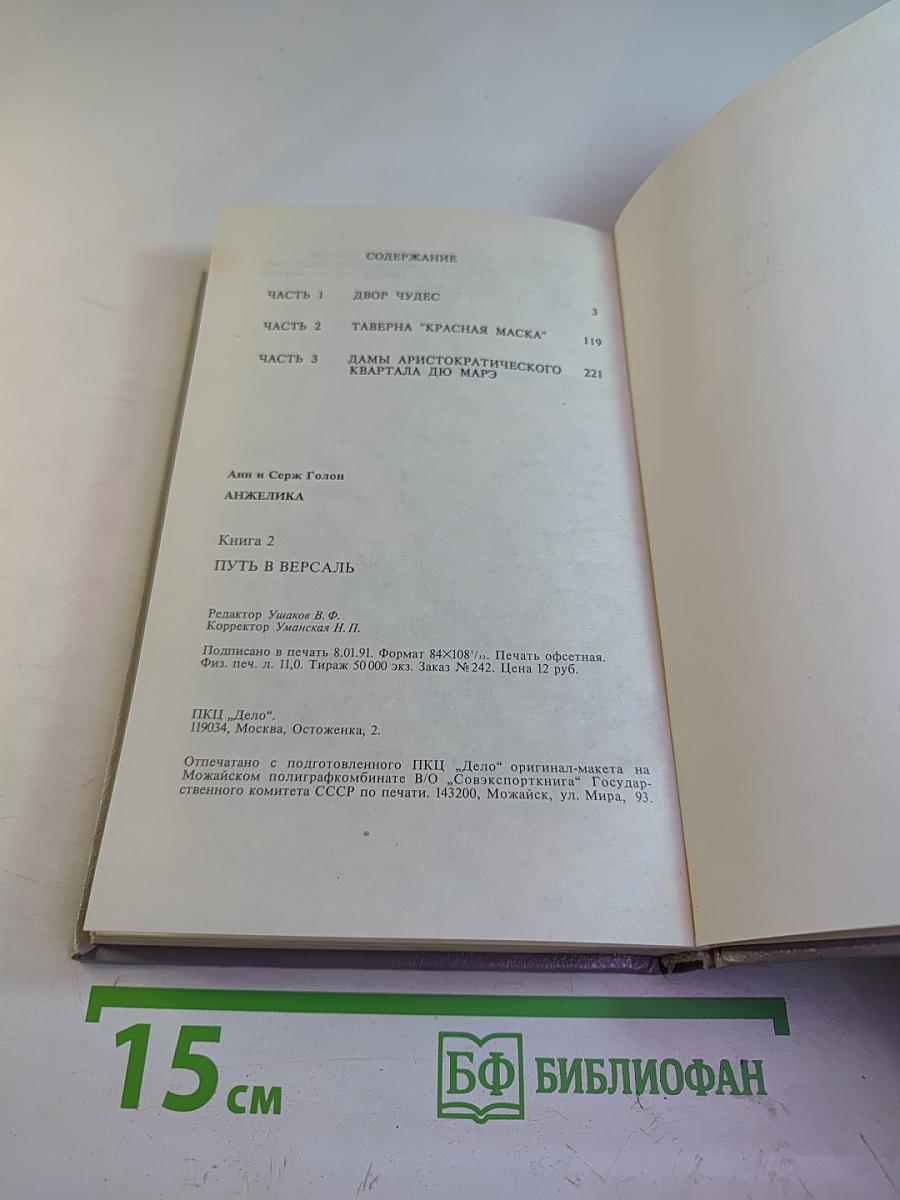 СОДЕРЖАНИЕ
ЧАСТЬ 1 ДВОР ЧУДЕС 3
ЧАСТЬ 2 ТАВЕРНА "КРАСНАЯ МАСКА" 119
ЧАСТЬ 3 ДАМЫ АРИСТОКРАТИЧЕСКОГО
КВАРТАЛА ДЮ МАРЭ 221
Анн и Серж Голон
АНЖЕЛИКА
Книга 2
ПУТЬ В ВЕРСАЛЬ
Редактор Ушаков В. Ф.
Корректор Уманская Н. П.
Подписано в печать 8.01.91. Формат 84×108¹/₃₂. Печать офсетная.
Физ. печ. л. 11,0. Тираж 50 000 экз. Заказ № 242. Цена 12 руб.
ПКЦ „Дело“.
119034, Москва, Остоженка, 2.
Отпечатано с подготовленного ПКЦ „Дело“ оригинал-макета на
Можайском полиграфкомбинате В/О „Совэкспорткнига“ Государ-
ственного комитета СССР по печати. 143200, Можайск, ул. Мира, 93.
15 см
БФ БИБЛИОФАН